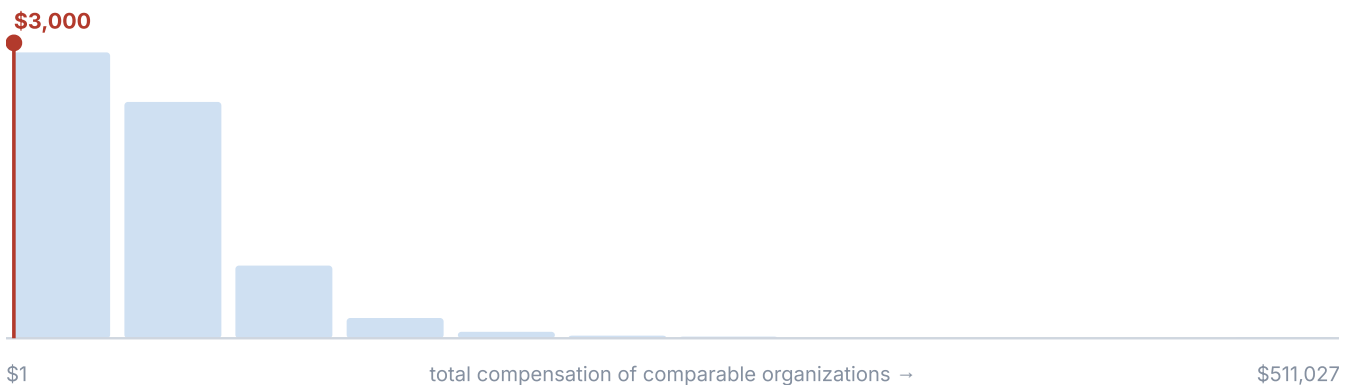 $3,000
$1
total compensation of comparable organizations →
$511,027